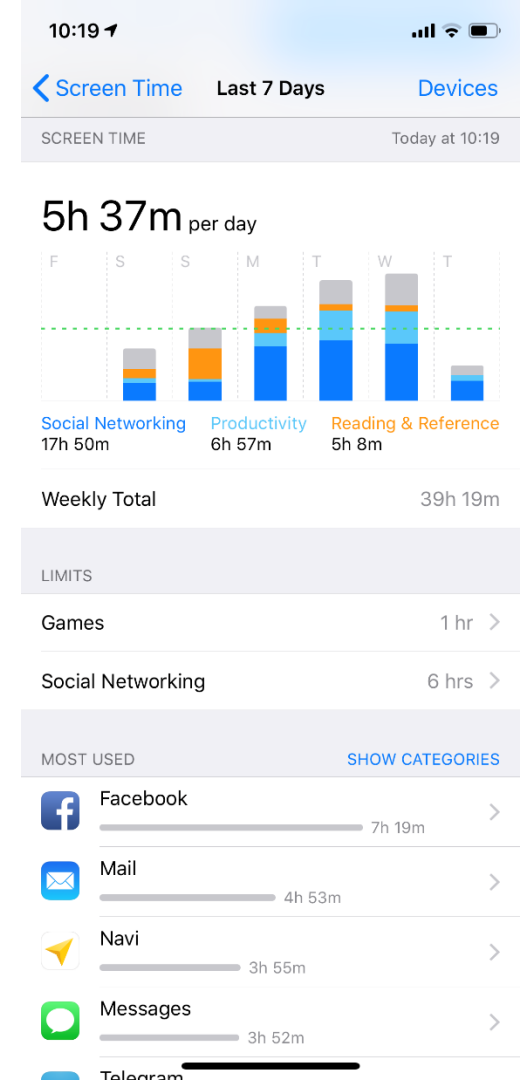 10:19
Screen Time Last 7 Days Devices
SCREEN TIME Today at 10:19
5h 37m per day
F S S M T W T
Social Networking Productivity Reading & Reference
17h 50m 6h 57m 5h 8m
Weekly Total 39h 19m
LIMITS
Games 1 hr
Social Networking 6 hrs
MOST USED SHOW CATEGORIES
Facebook
7h 19m
Mail
4h 53m
Navi
3h 55m
Messages
3h 52m
Telegram